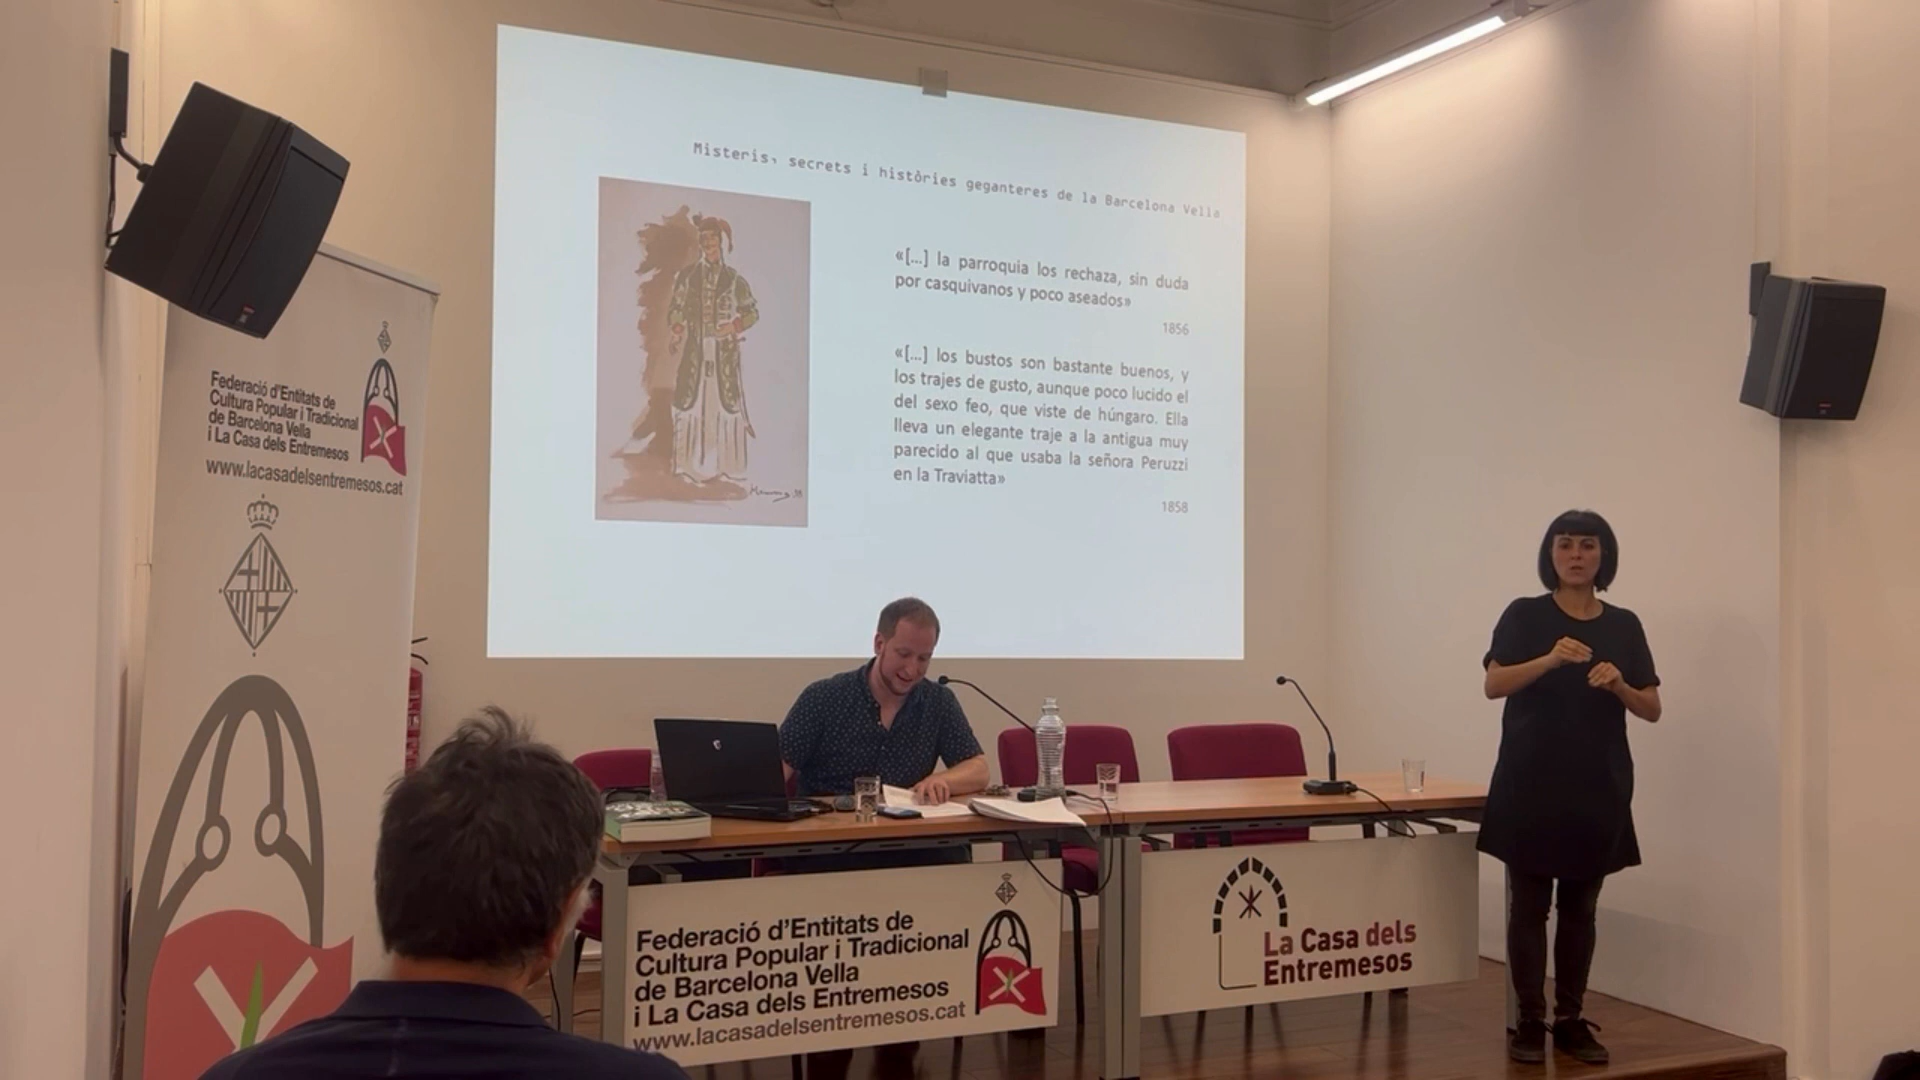 Misteris, secrets i històries geganteres de la Barcelona Vella
«[...] la parroquia los rechaza, sin duda
por casquivanos y poco aseados»
1856
«[...] los bustos son bastante buenos, y
los trajes de gusto, aunque poco lucido el
del sexo feo, que viste de húngaro. Ella
lleva un elegante traje a la antigua muy
parecido al que usaba la señora Peruzzi
en la Traviatta»
1858
Federació d'Entitats de
Cultura Popular i Tradicional
de Barcelona Vella
i La Casa dels Entremesos
www.lacasadelsentremesos.cat
Federació d'Entitats de
Cultura Popular i Tradicional
de Barcelona Vella
i La Casa dels Entremesos
www.lacasadelsentremesos.cat
La Casa dels
Entremesos